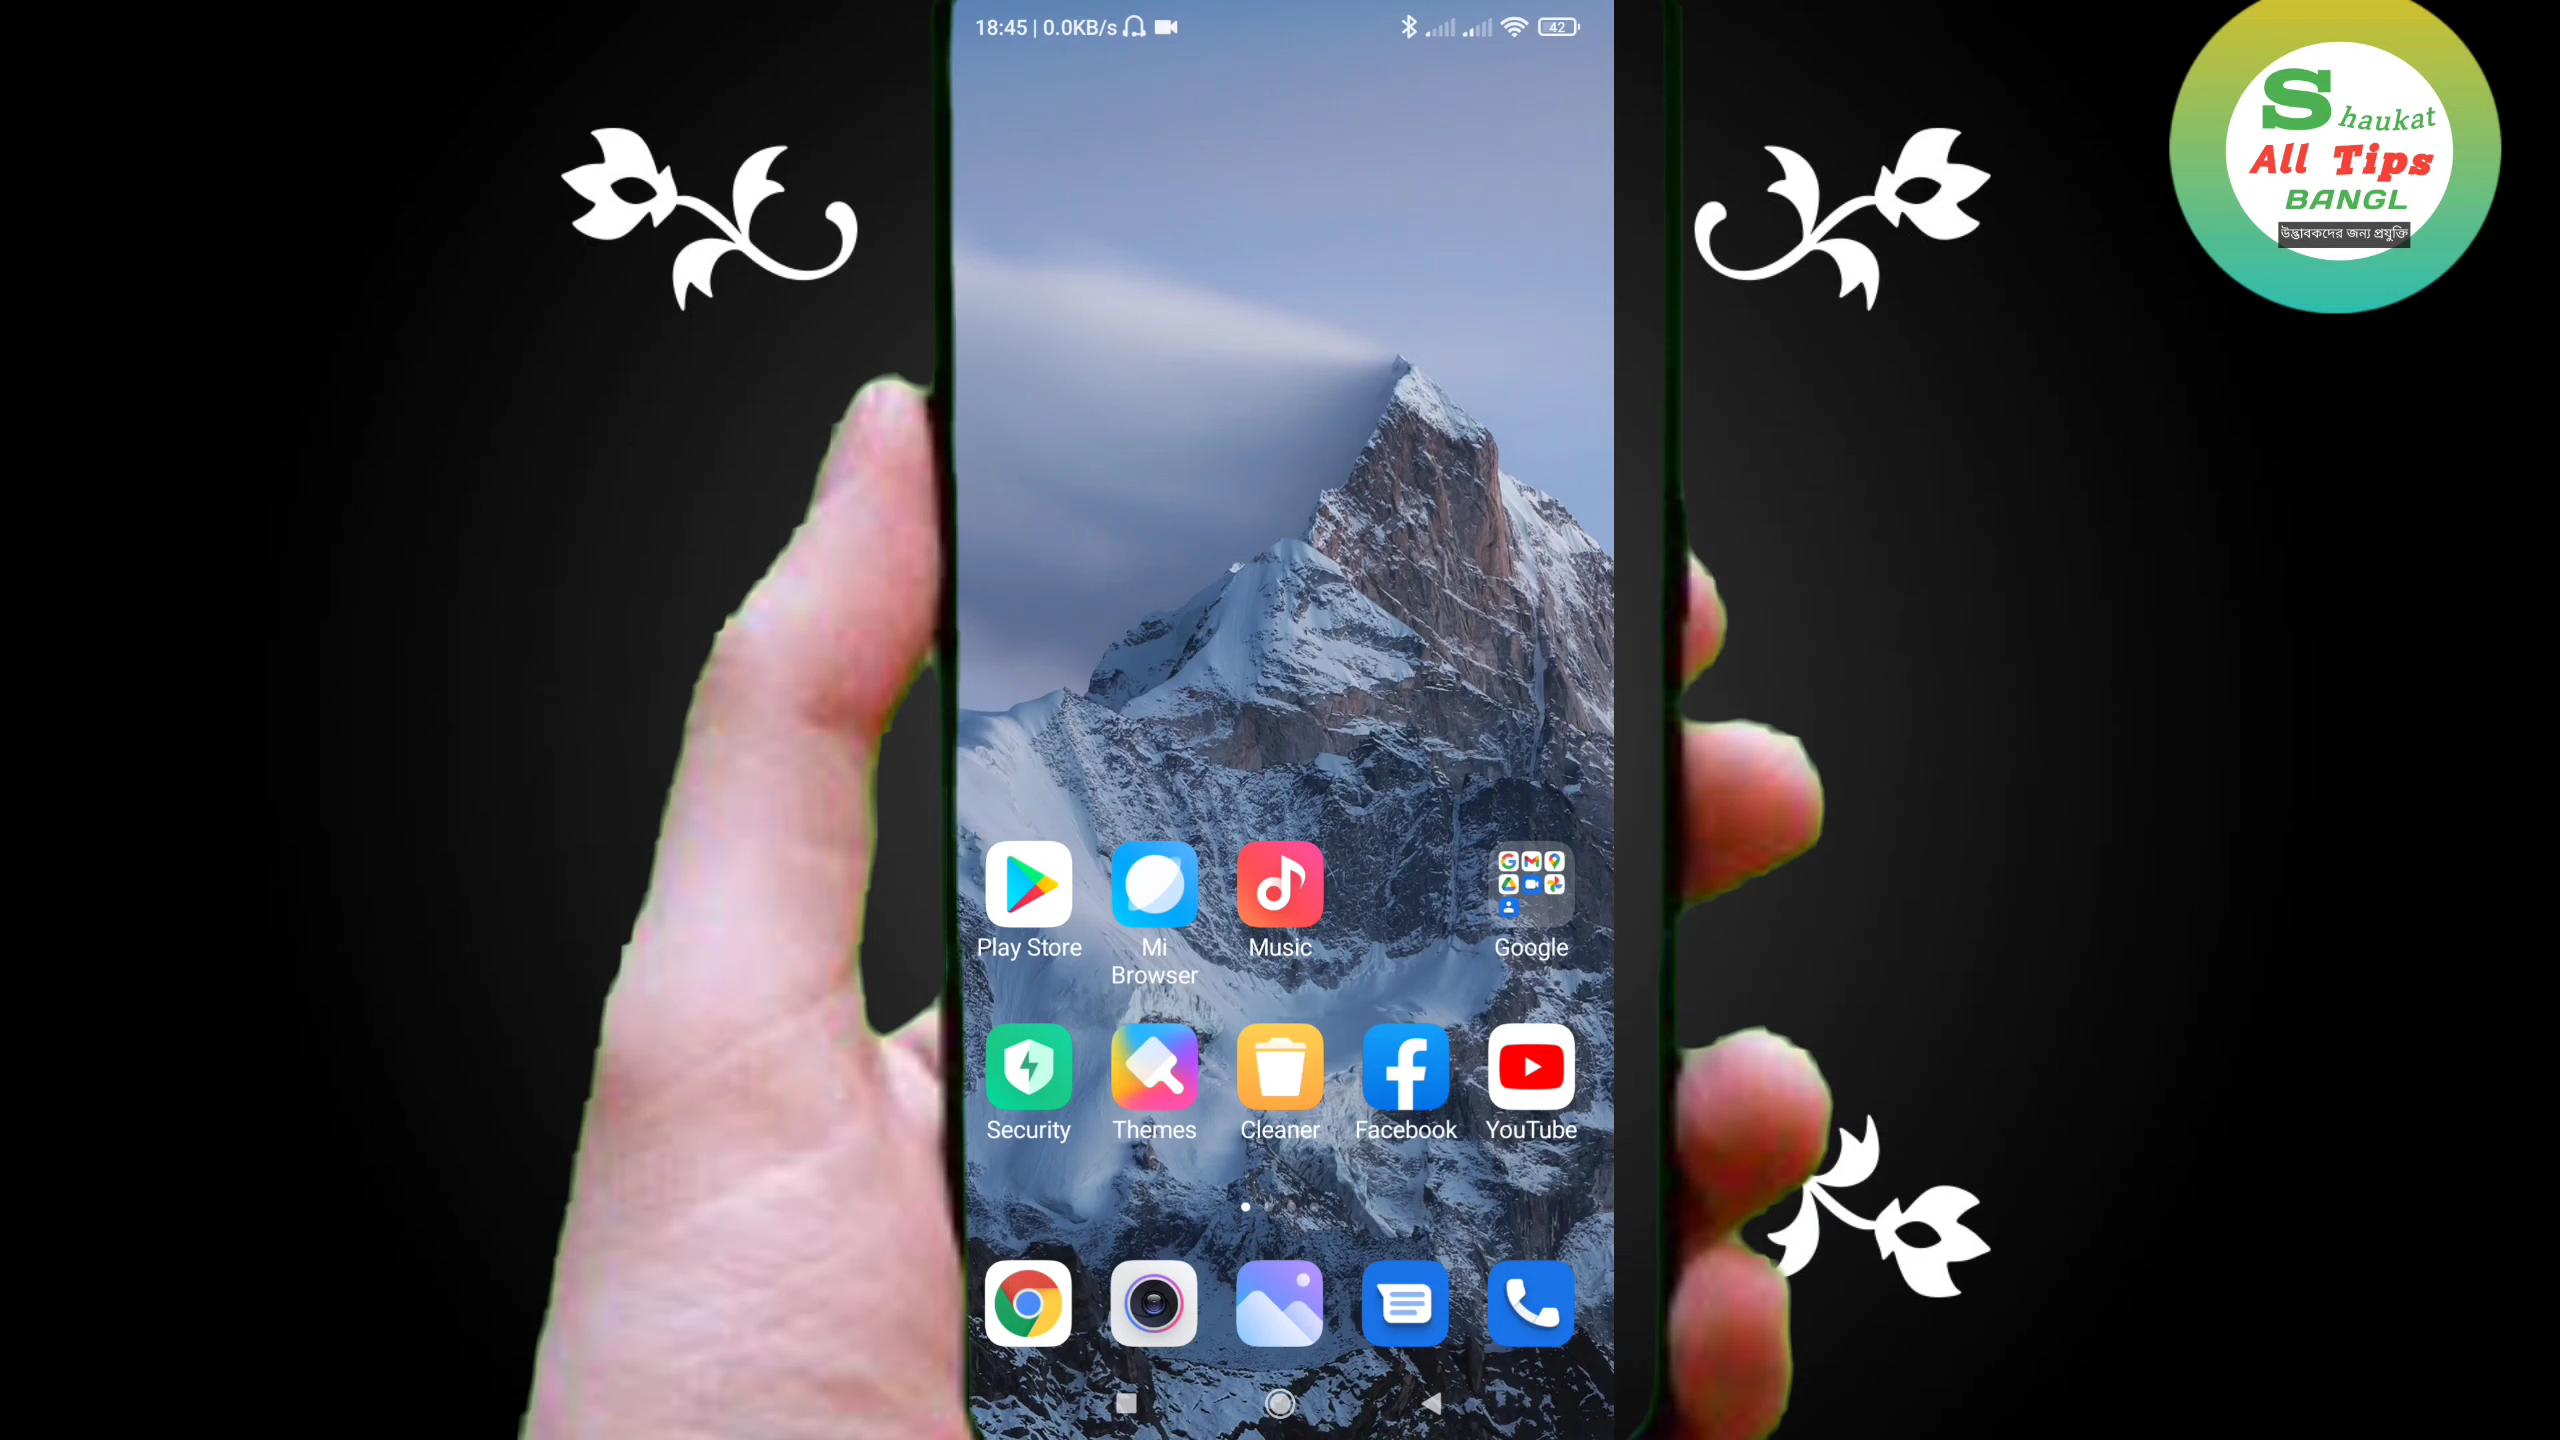 18:45 | 0.0KB/s
42
Shaukat
All Tips
BANGL
উদ্ভাবকদের জন্য প্রযুক্তি
Play Store
Mi Browser
Music
Google
Security
Themes
Cleaner
Facebook
YouTube